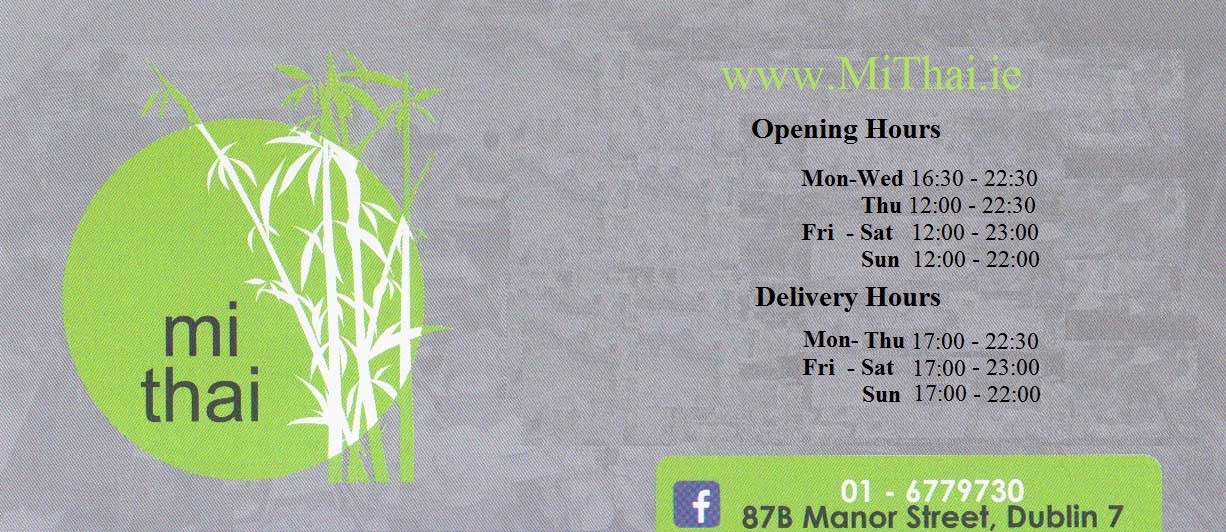 mi
thai
www.MiThai.ie
Opening Hours
Mon-Wed 16:30 - 22:30
Thu 12:00 - 22:30
Fri - Sat 12:00 - 23:00
Sun 12:00 - 22:00
Delivery Hours
Mon- Thu 17:00 - 22:30
Fri - Sat 17:00 - 23:00
Sun 17:00 - 22:00
f
01 - 6779730
87B Manor Street, Dublin 7